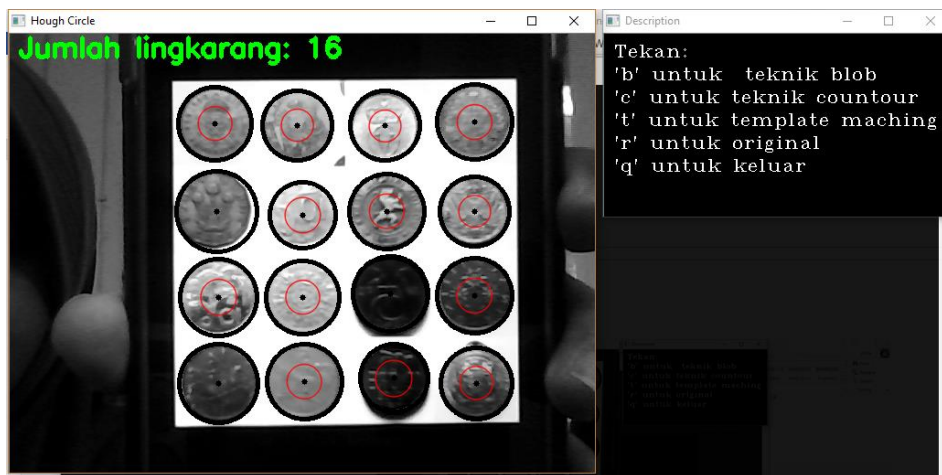 Hough Circle
Jumlah lingkarang: 16
Description
Tekan:
'b' untuk  teknik blob
'c' untuk teknik countour
't' untuk template maching
'r' untuk original
'q' untuk keluar